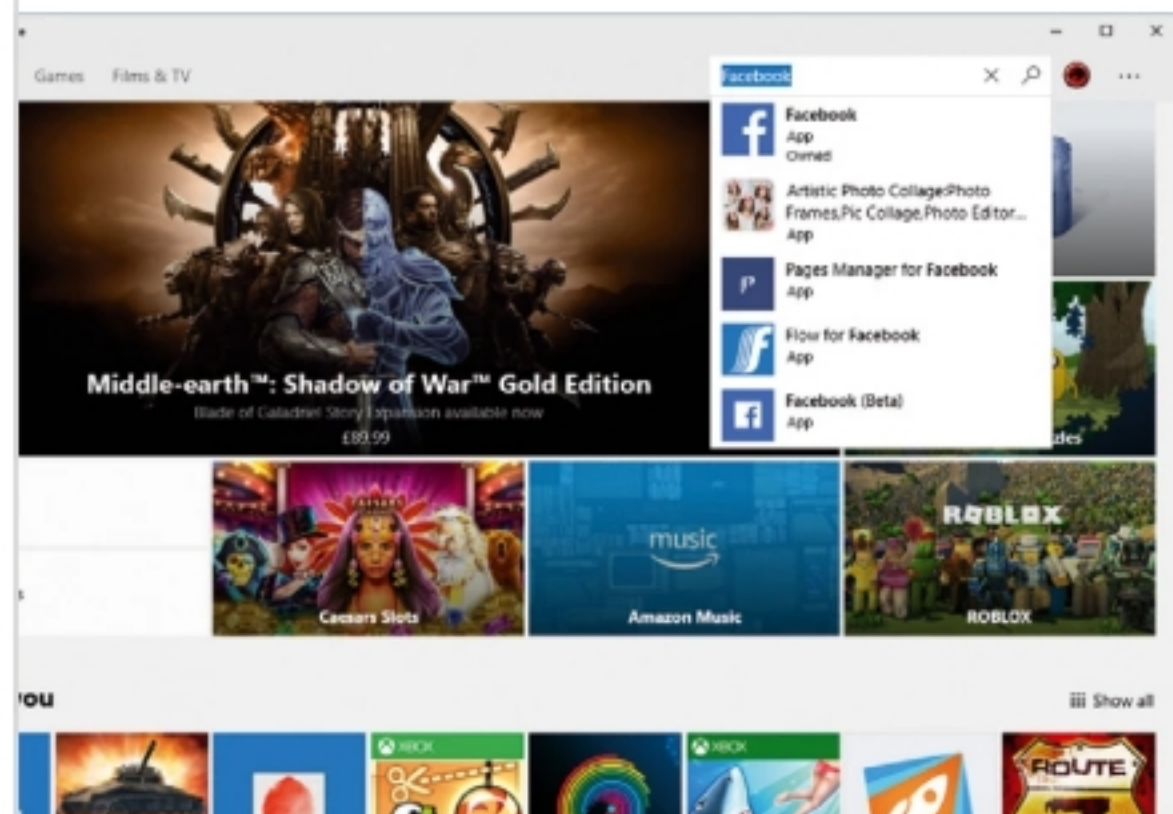 Games Films & TV
Facebook
Facebook
App
Owned
Artistic Photo Collage:Photo
Frames,Pic Collage,Photo Editor...
App
Pages Manager for Facebook
App
Flow for Facebook
App
Facebook (Beta)
App
Middle-earth™: Shadow of War™ Gold Edition
Blade of Galadriel Story Expansion available now
£89.99
zles
CAESARS
Caesars Slots
music
Amazon Music
ROBLOX
ROBLOX
you
Show all
XBOX
XBOX
ROUTE